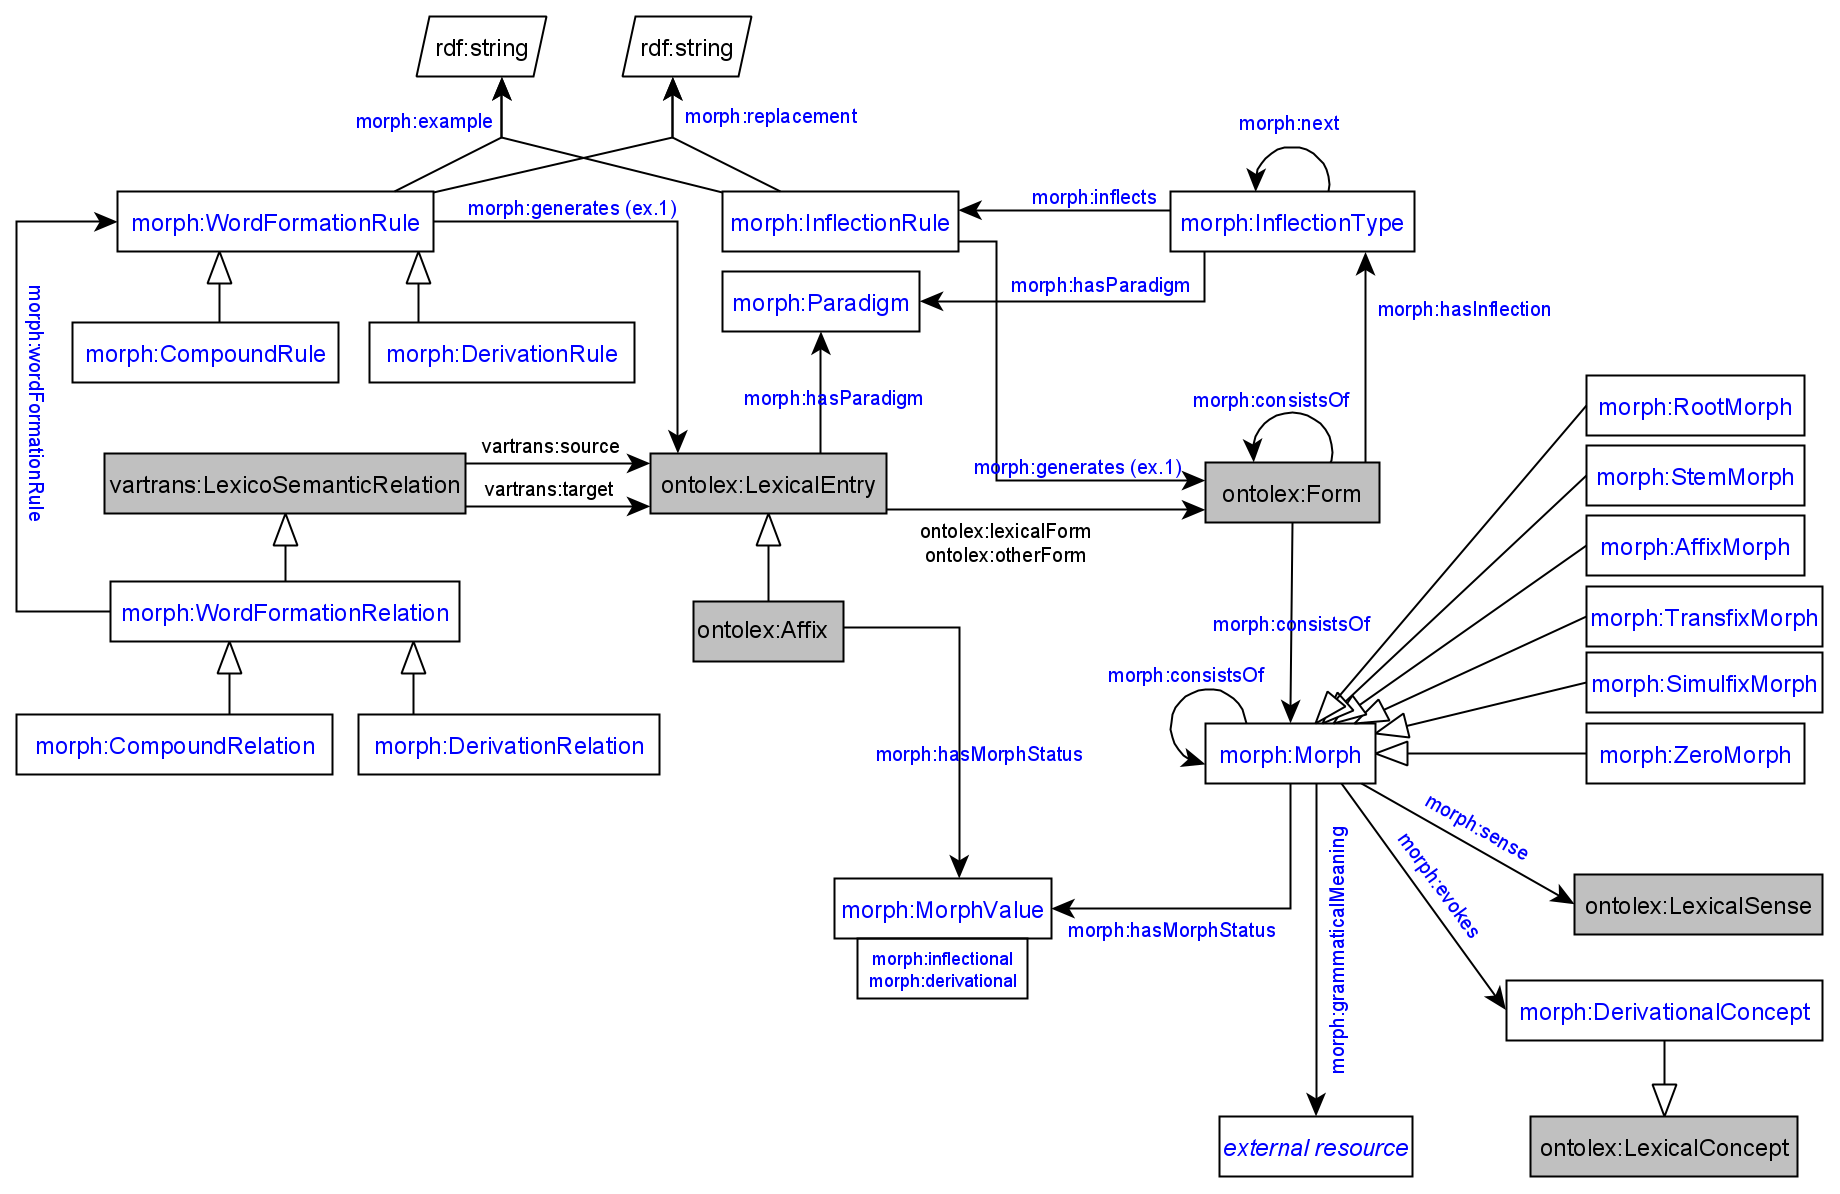 rdf:string
rdf:string
morph:example
morph:replacement
morph:next
morph:WordFormationRule
morph:generates (ex.1)
morph:InflectionRule
morph:inflects
morph:InflectionType
morph:hasParadigm
morph:Paradigm
morph:hasInflection
morph:CompoundRule
morph:DerivationRule
morph:wordFormationRule
morph:hasParadigm
morph:consistsOf
morph:RootMorph
vartrans:source
morph:generates (ex.1)
morph:StemMorph
vartrans:LexicoSemanticRelation
vartrans:target
ontolex:LexicalEntry
ontolex:Form
ontolex:lexicalForm
ontolex:otherForm
morph:AffixMorph
morph:WordFormationRelation
ontolex:Affix
morph:consistsOf
morph:TransfixMorph
morph:consistsOf
morph:SimulfixMorph
morph:CompoundRelation
morph:DerivationRelation
morph:hasMorphStatus
morph:Morph
morph:ZeroMorph
morph:sense
morph:evokes
morph:grammaticalMeaning
morph:MorphValue
morph:hasMorphStatus
ontolex:LexicalSense
morph:inflectional
morph:derivational
morph:DerivationalConcept
external resource
ontolex:LexicalConcept